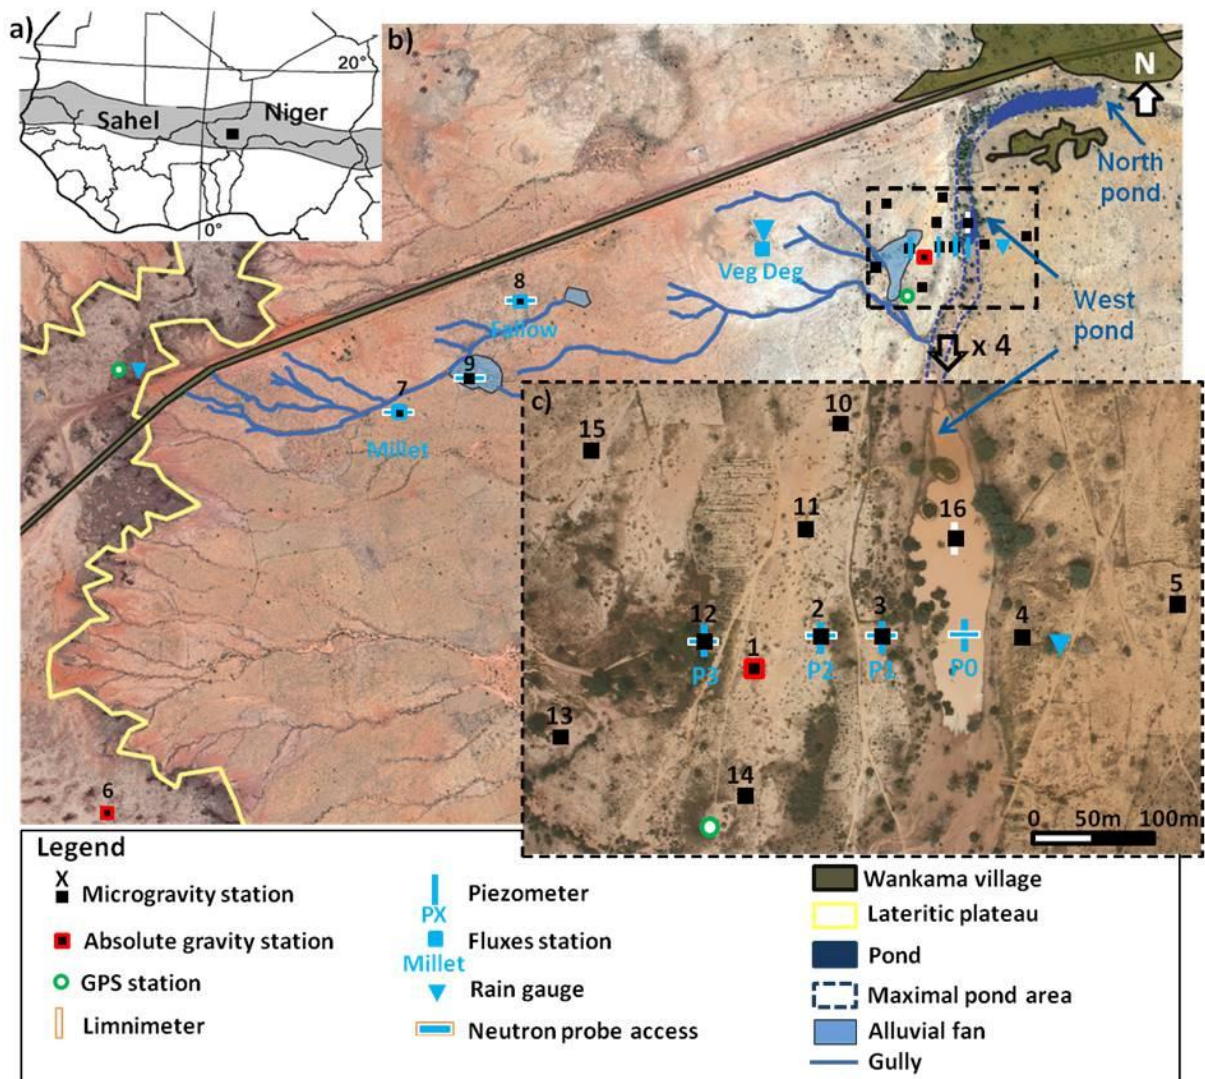 a)
20°
Niger
Sahel
0°
b)
N
North
pond
Veg Deg
West
pond
8
Fallow
x 4
9
7
Millet
6
c)
10
15
11
16
5
12
2
3
4
1
P3
P2
P1
P0
13
14
0 50m 100m
Legend
X
Microgravity station
Absolute gravity station
GPS station
Limnimeter
PX
Piezometer
Fluxes station
Millet
Rain gauge
Neutron probe access
Wankama village
Lateritic plateau
Pond
Maximal pond area
Alluvial fan
Gully